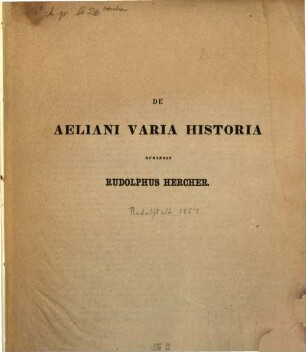 DE
AELIANI VARIA HISTORIA
SCRIPSIT
RUDOLPHUS HERCHER.
Rudolstadt 1857